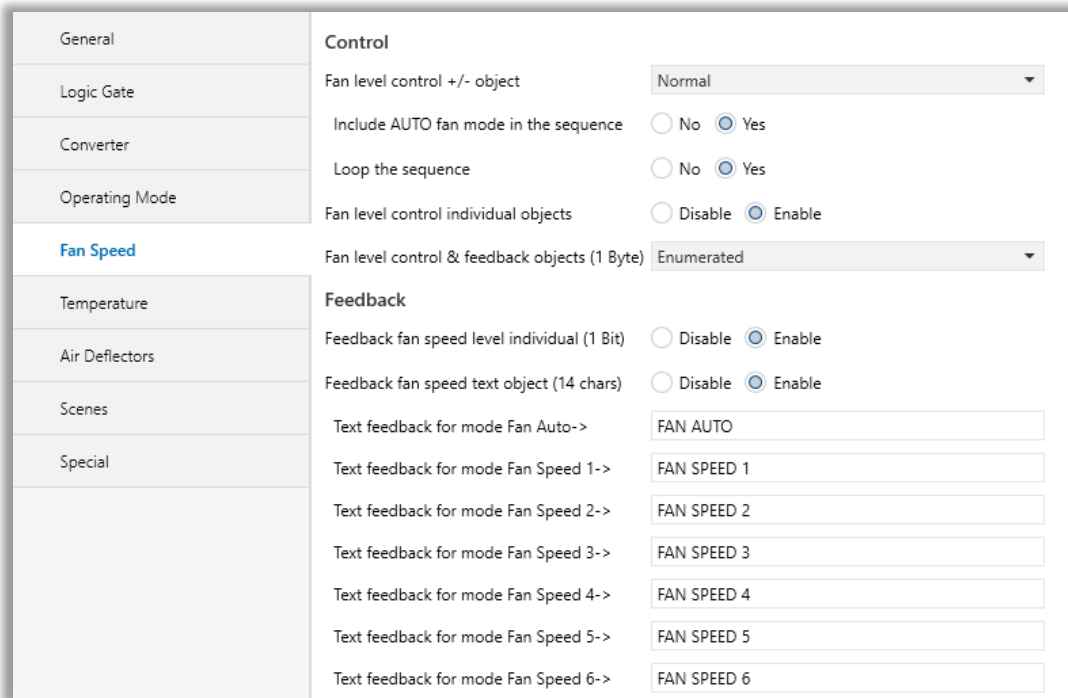 General
Logic Gate
Converter
Operating Mode
Fan Speed
Temperature
Air Deflectors
Scenes
Special
Control
Fan level control +/- object Normal
Include AUTO fan mode in the sequence No Yes
Loop the sequence No Yes
Fan level control individual objects Disable Enable
Fan level control & feedback objects (1 Byte) Enumerated
Feedback
Feedback fan speed level individual (1 Bit) Disable Enable
Feedback fan speed text object (14 chars) Disable Enable
Text feedback for mode Fan Auto-> FAN AUTO
Text feedback for mode Fan Speed 1-> FAN SPEED 1
Text feedback for mode Fan Speed 2-> FAN SPEED 2
Text feedback for mode Fan Speed 3-> FAN SPEED 3
Text feedback for mode Fan Speed 4-> FAN SPEED 4
Text feedback for mode Fan Speed 5-> FAN SPEED 5
Text feedback for mode Fan Speed 6-> FAN SPEED 6